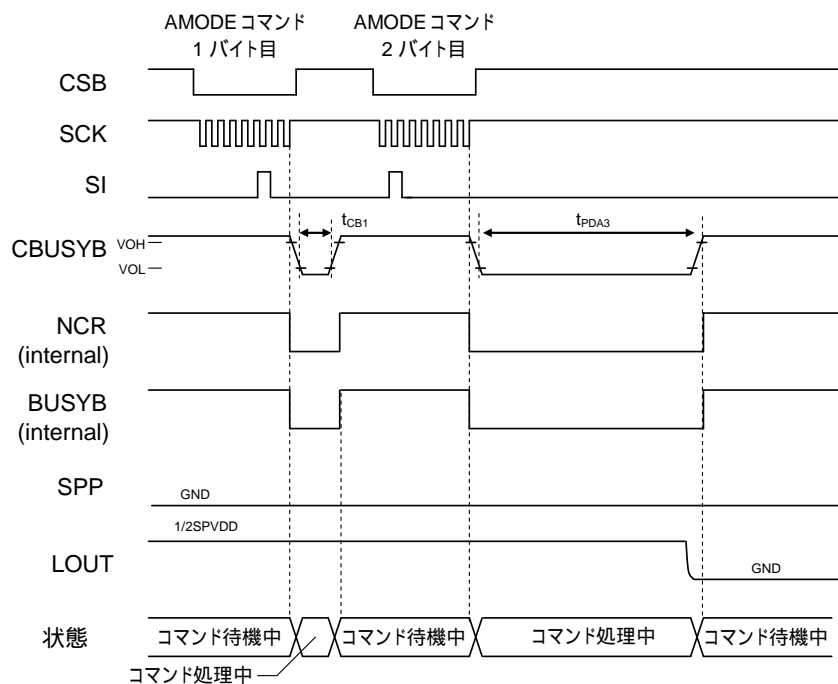 AMODE コマンド
1 バイト目
AMODE コマンド
2 バイト目
CSB
SCK
SI
tCB1
tPDA3
CBUSYB
VOH
VOL
NCR
(internal)
BUSYB
(internal)
SPP
GND
1/2SPVDD
LOUT
GND
状態
コマンド待機中
コマンド待機中
コマンド処理中
コマンド待機中
コマンド処理中